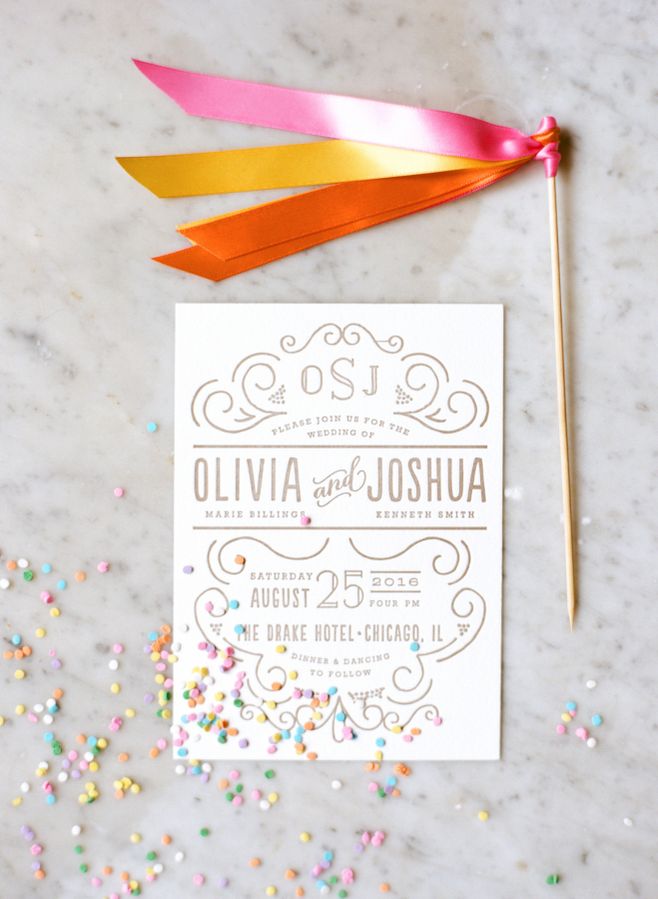 OSJ
PLEASE JOIN US FOR THE
WEDDING OF
OLIVIA and JOSHUA
MARIE BILLINGS KENNETH SMITH
SATURDAY
AUGUST 25 2016
FOUR PM
THE DRAKE HOTEL • CHICAGO, IL
DINNER & DANCING
TO FOLLOW